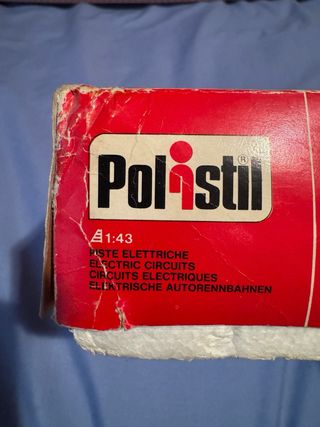 Polistil®
1:43
PISTE ELETTRICHE
ELECTRIC CIRCUITS
CIRCUITS ELECTRIQUES
ELEKTRISCHE AUTORENNBAHNEN